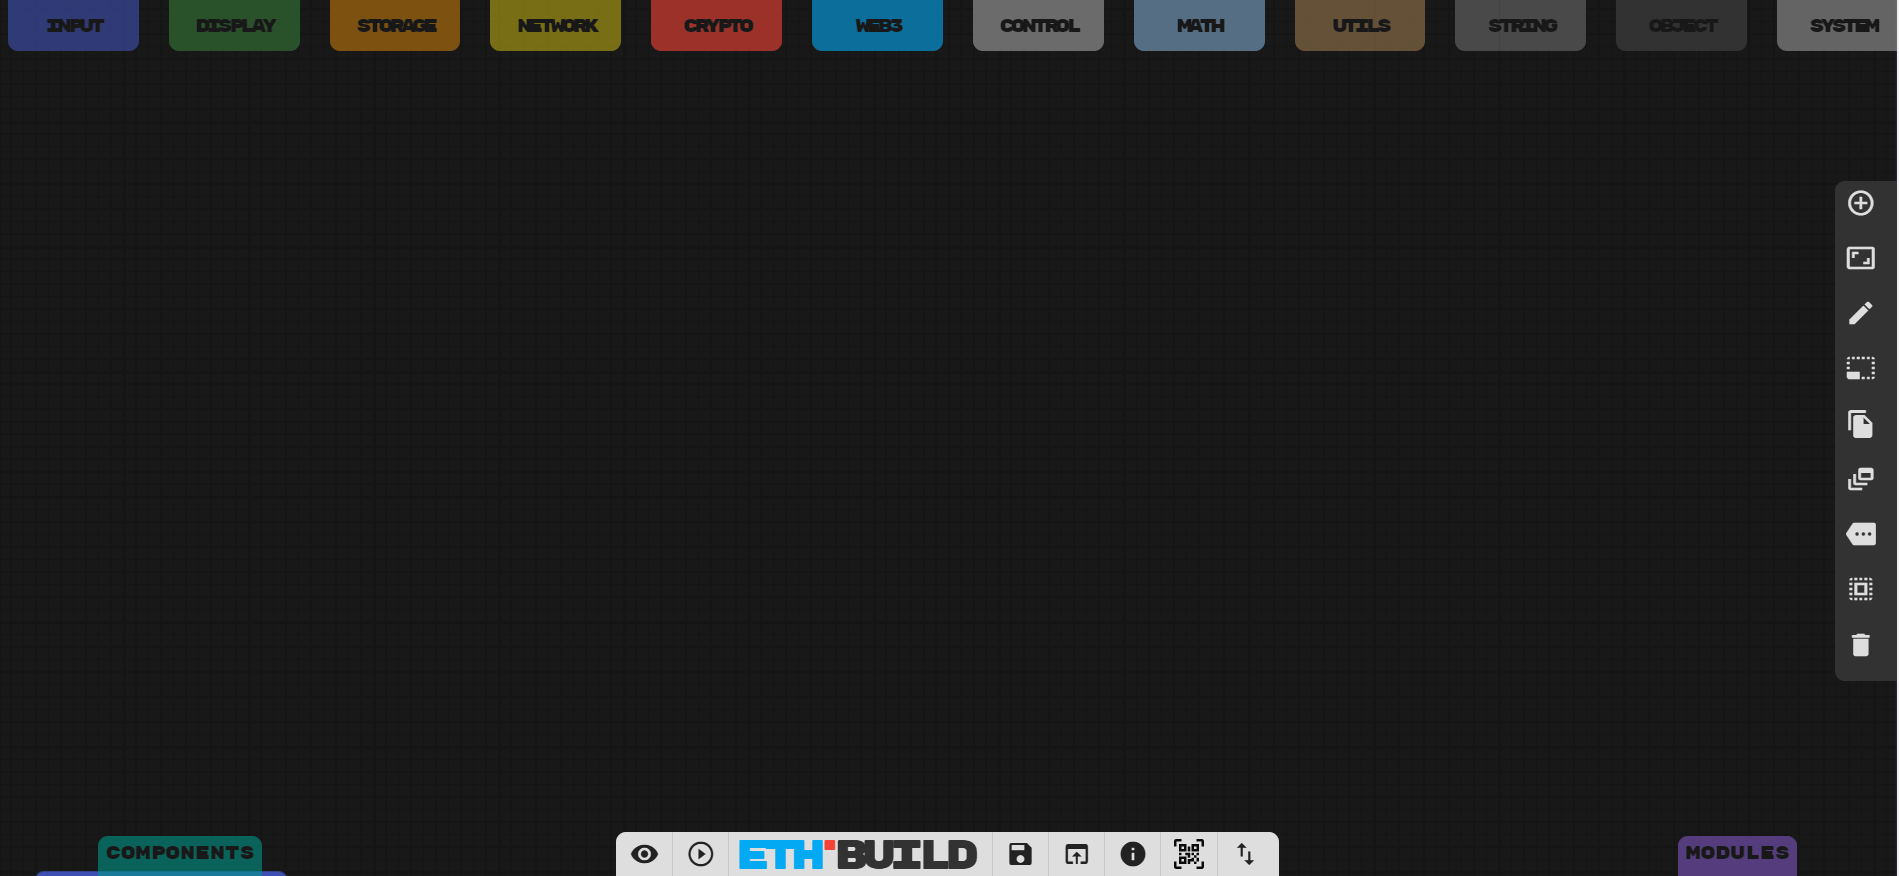 INPUT
DISPLAY
STORAGE
NETWORK
CRYPTO
WEB3
CONTROL
MATH
UTILS
STRING
OBJECT
SYSTEM
COMPONENTS
ETH BUILD
MODULES